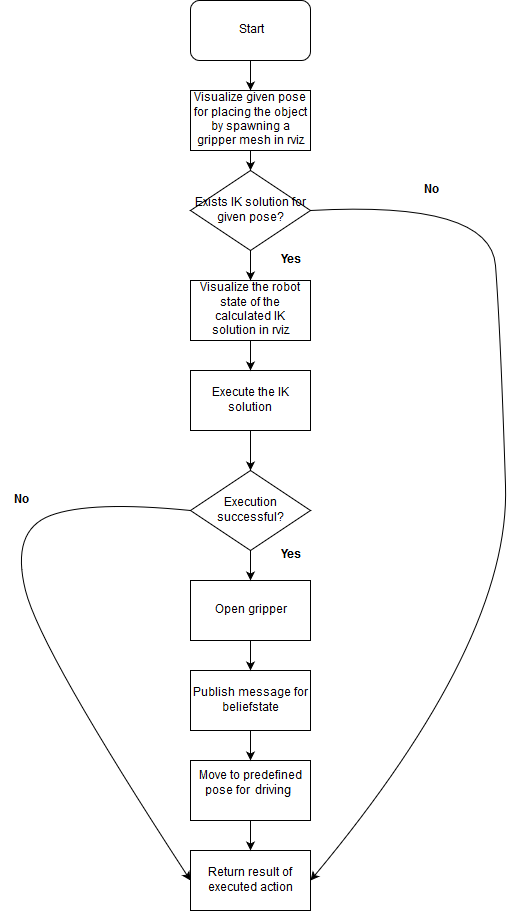 Start
Visualize given pose
for placing the object
by spawning a
gripper mesh in rviz
Exists IK solution for
given pose?
No
Yes
Visualize the robot
state of the
calculated IK
solution in rviz
Execute the IK
solution
Execution
successful?
No
Yes
Open gripper
Publish message for
beliefstate
Move to predefined
pose for driving
Return result of
executed action